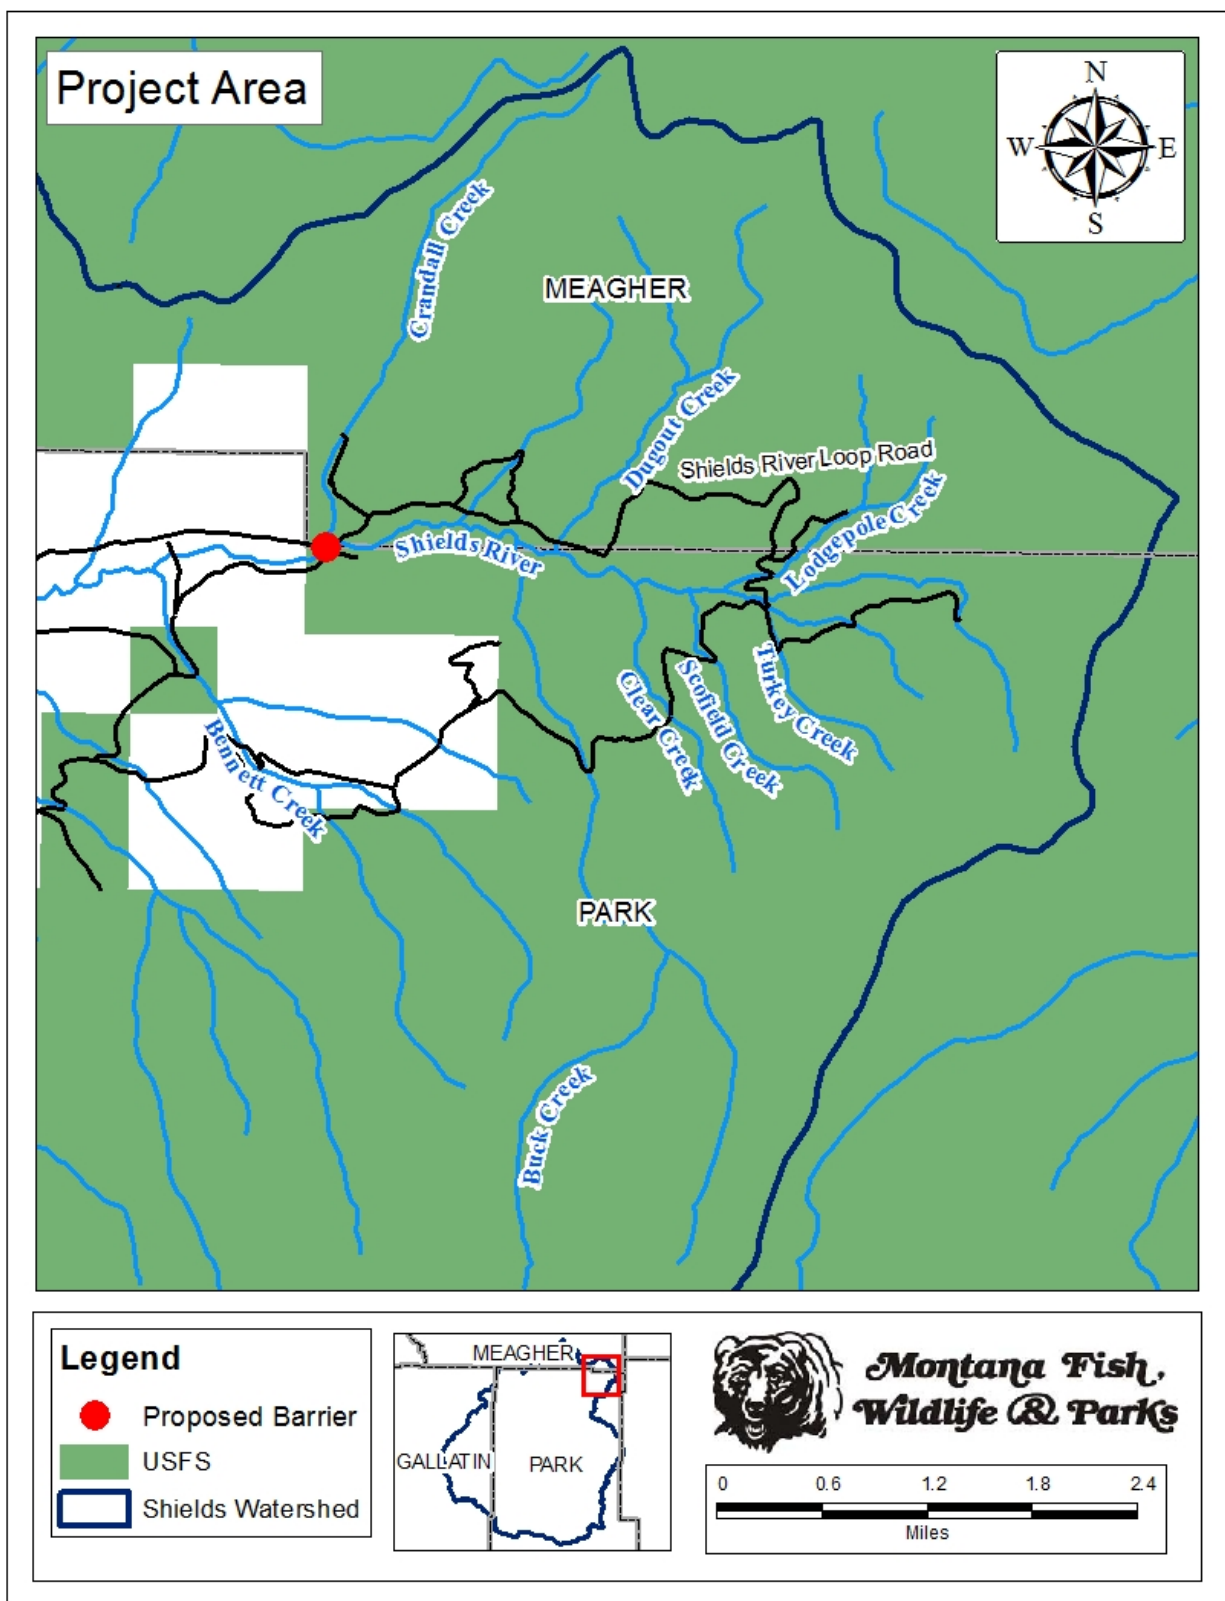 Project Area
N
W
E
S
Crandall Creek
MEAGHER
Dugout Creek
Shields River Loop Road
Lodgepole Creek
Shields River
Clear Creek
Scofield Creek
Turkey Creek
Bennett Creek
PARK
Buck Creek
Legend
Proposed Barrier
USFS
Shields Watershed
MEAGHER
GALLATIN
PARK
Montana Fish,
Wildlife & Parks
0 0.6 1.2 1.8 2.4
Miles